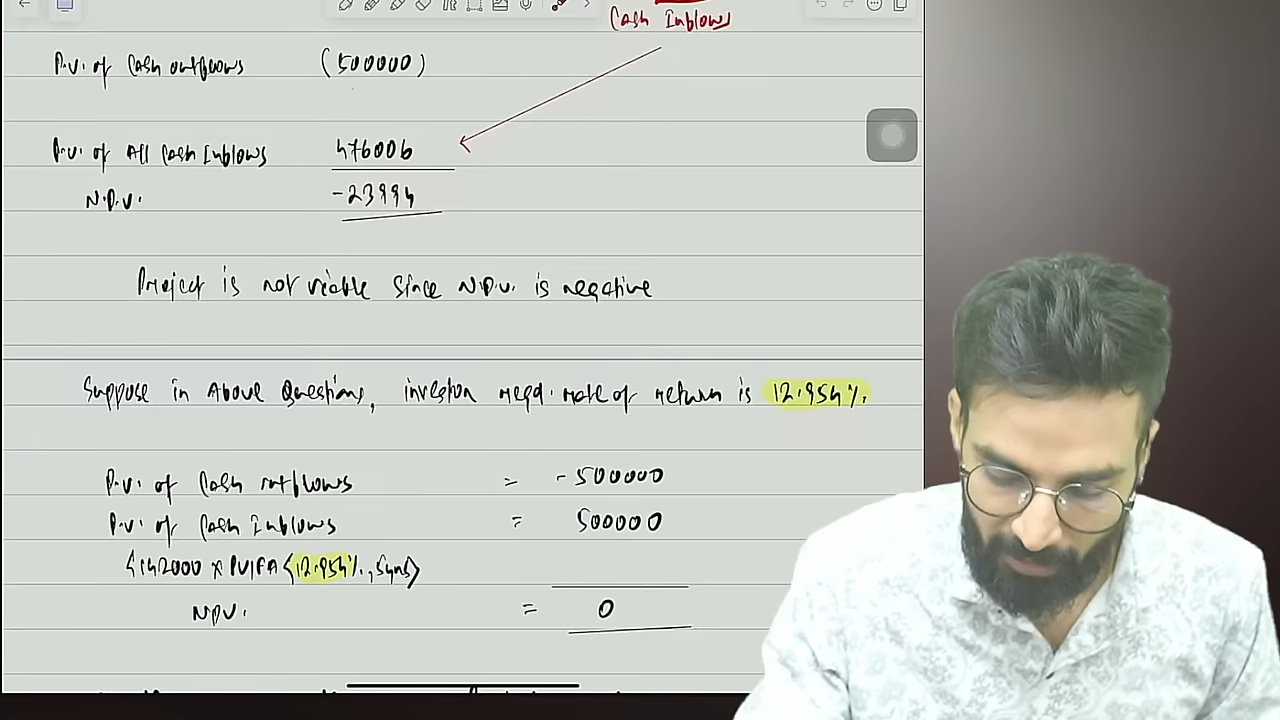 Cash Inflows
P.V. of Cash outflows (500000)
P.V. of All Cash Inflows 476006
N.P.V. -23994
Project is not viable since N.P.V. is negative
Suppose in Above Questions, investor reqd. rate of return is 12.954%.
P.V. of Cash outflows = -500000
P.V. of Cash Inflows = 500000
{142000 x PVIFA <12.954%, 5yrs>
NPV. = 0